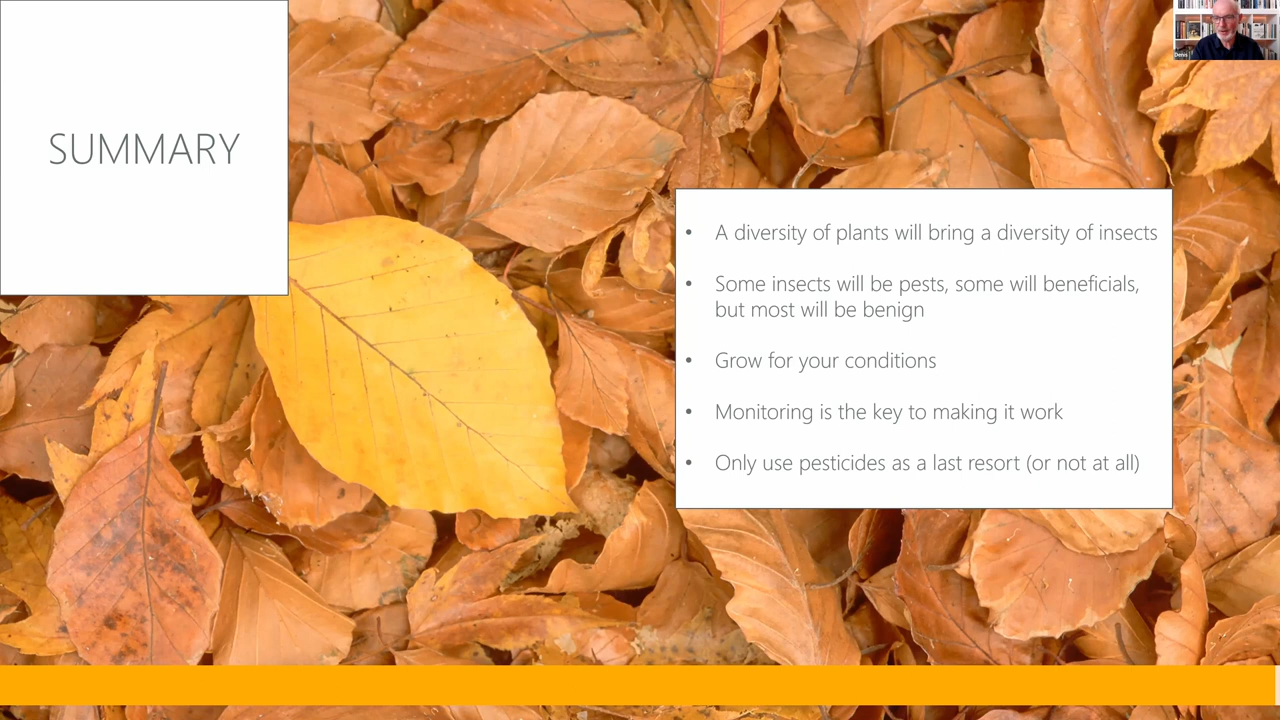 SUMMARY
• A diversity of plants will bring a diversity of insects
• Some insects will be pests, some will beneficials,
but most will be benign
• Grow for your conditions
• Monitoring is the key to making it work
• Only use pesticides as a last resort (or not at all)
Denis